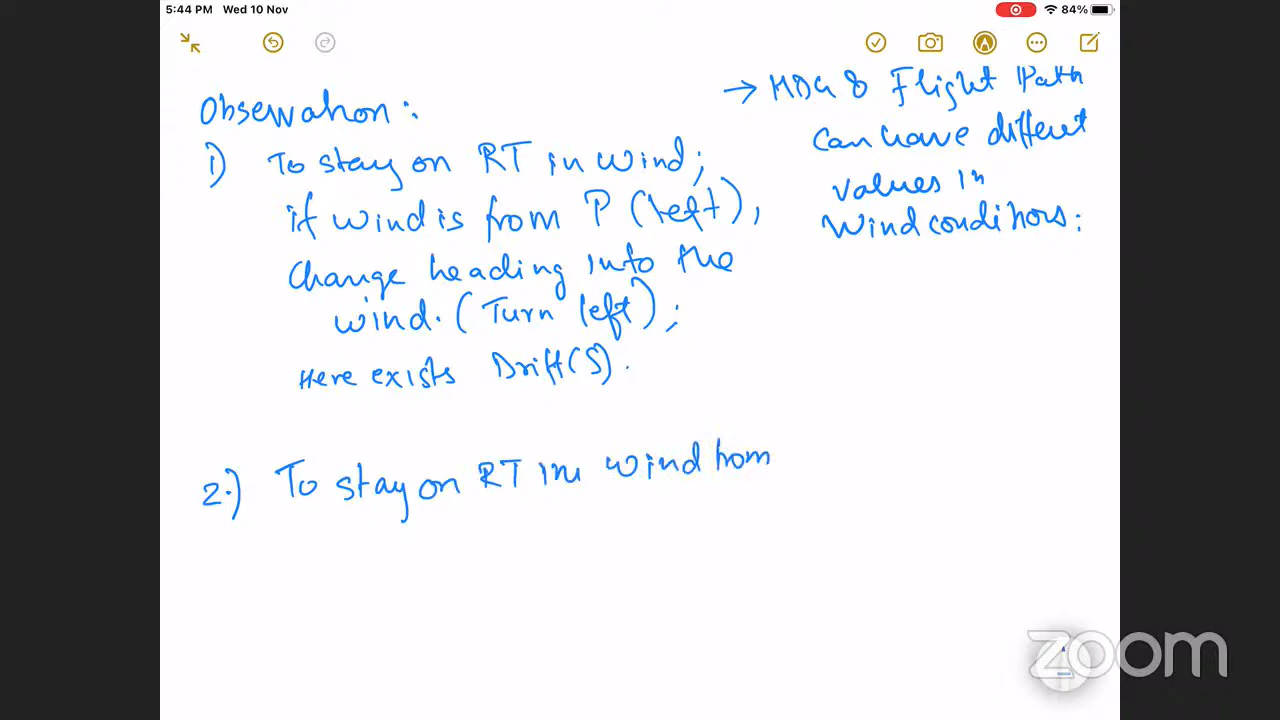 5:44 PM Wed 10 Nov
84%
Observation:
1) To stay on RT in wind;
if wind is from P (left),
change heading into the
wind. (Turn left);
Here exists Drift(S).
2.) To stay on RT in wind from
→ HDG & Flight Path
can have different
values in
wind conditions:
zoom